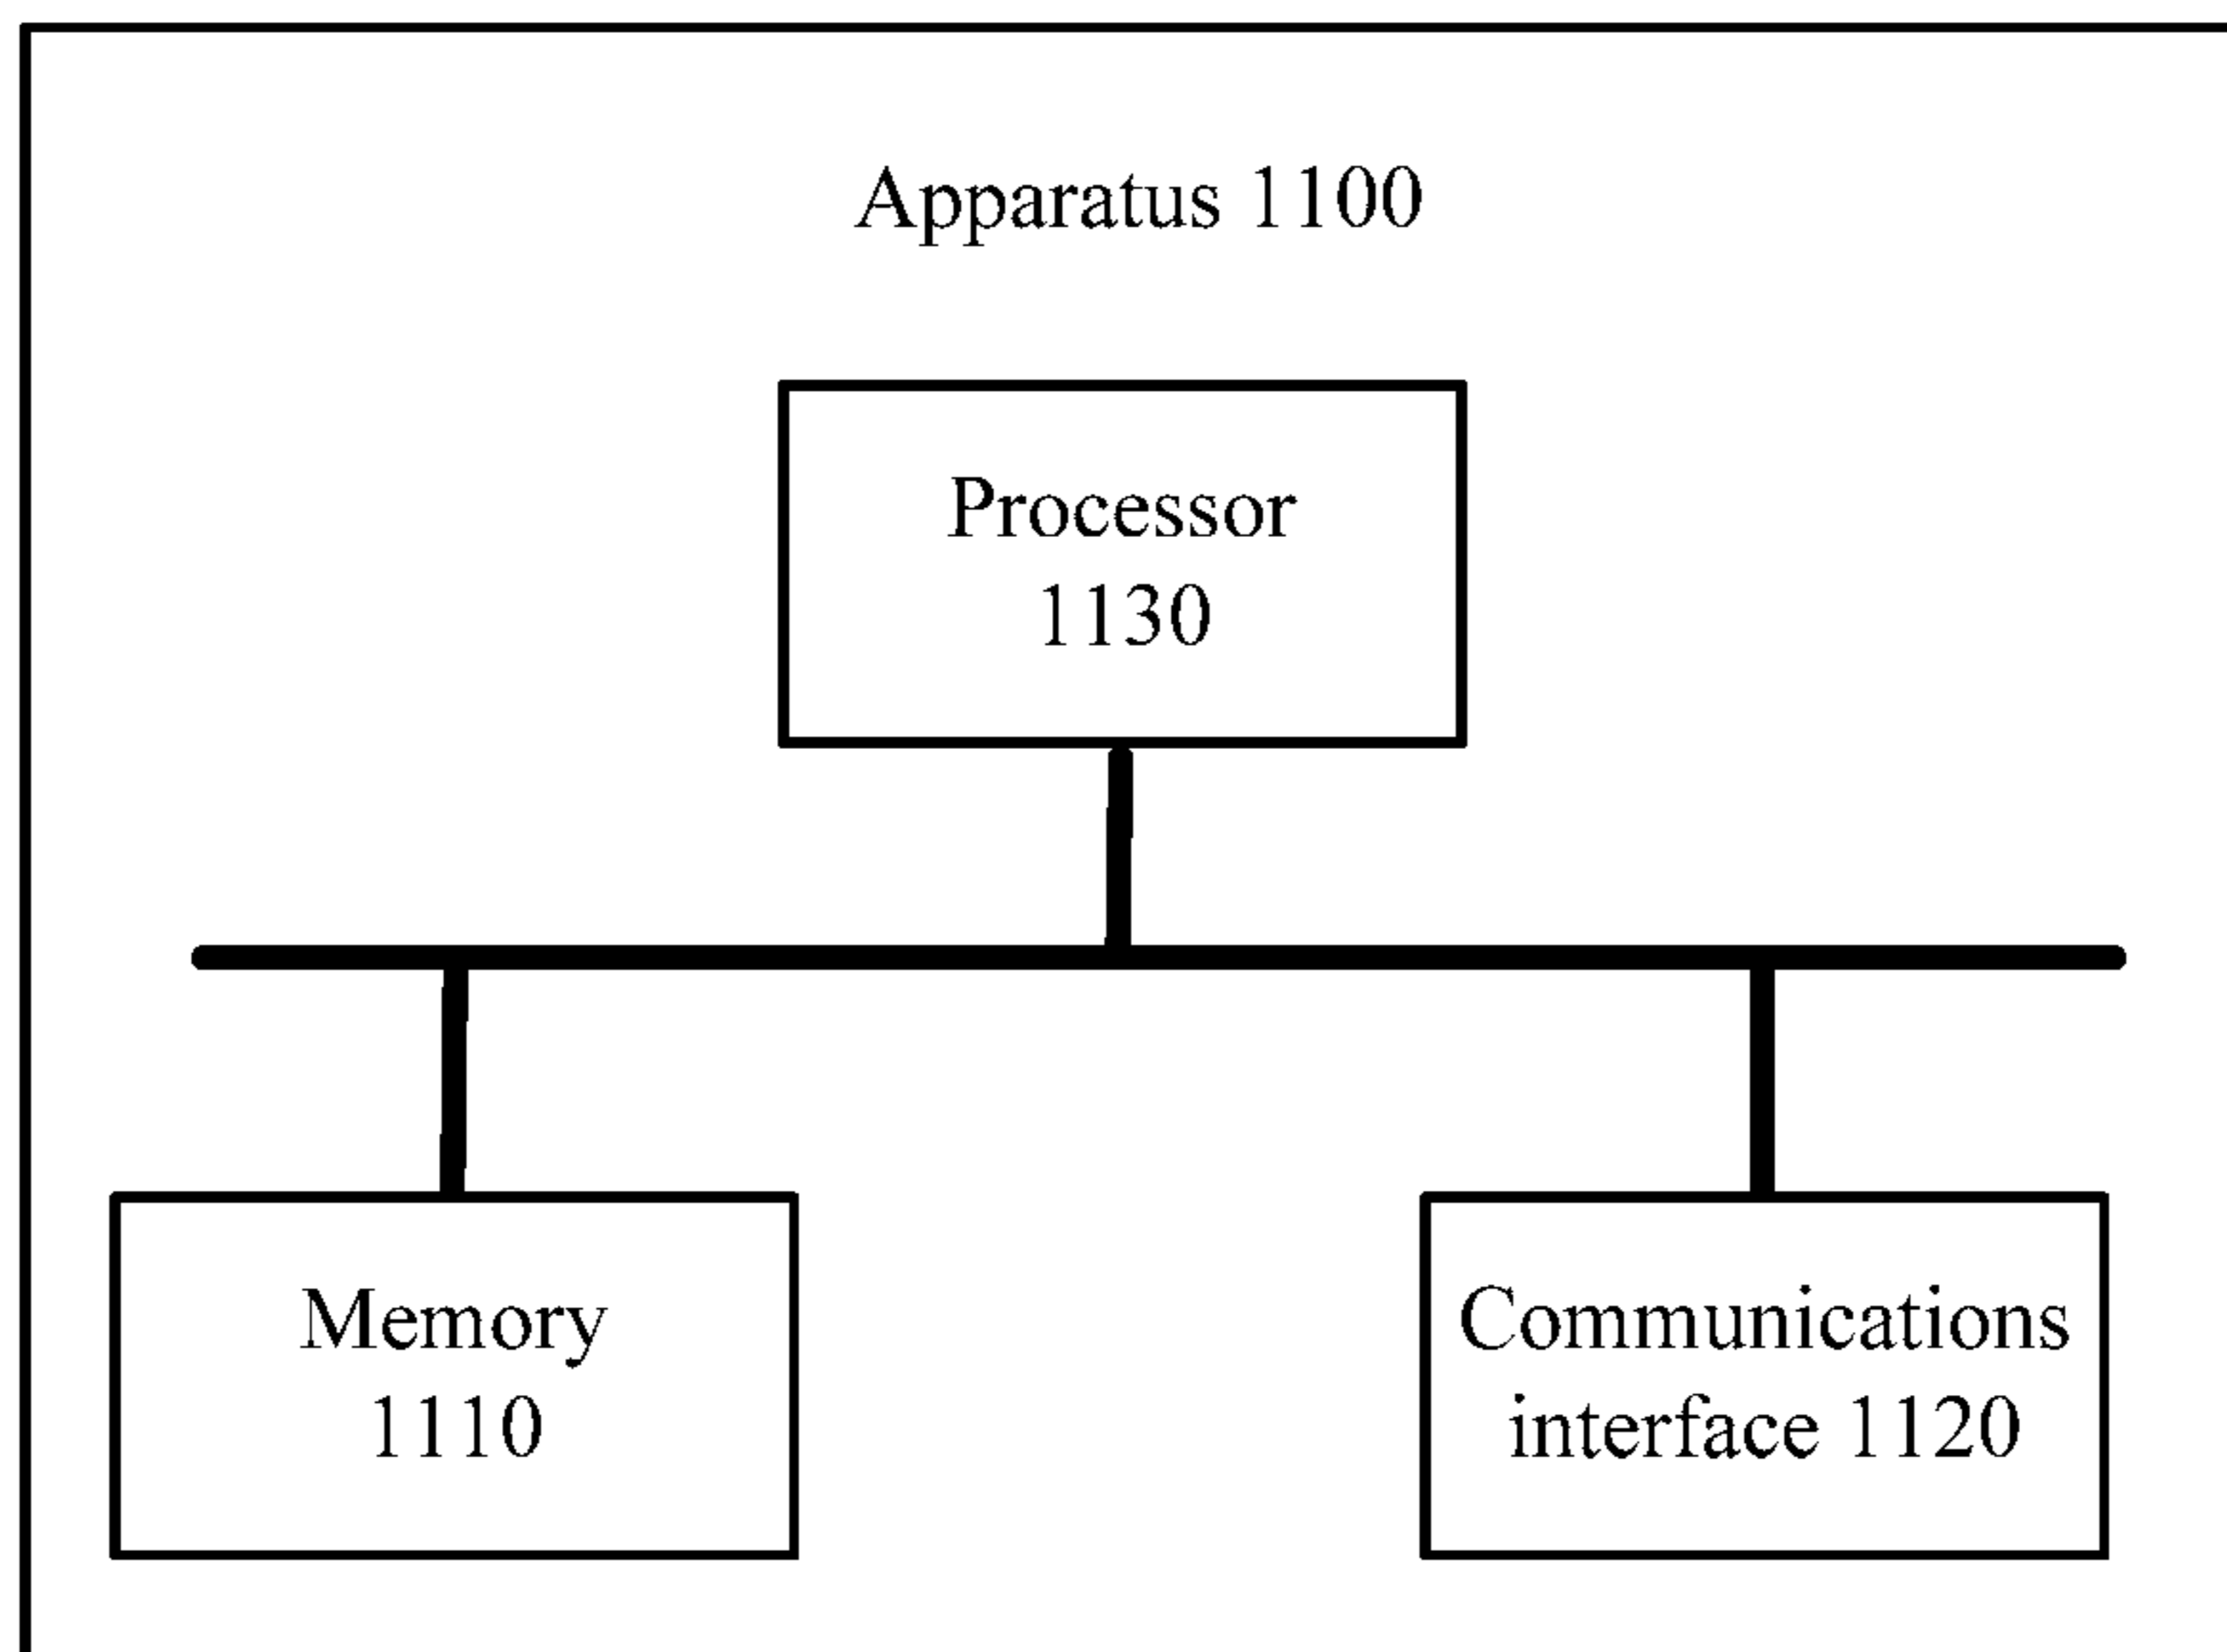 Apparatus 1100
Processor
1130
Memory
1110
Communications
interface 1120